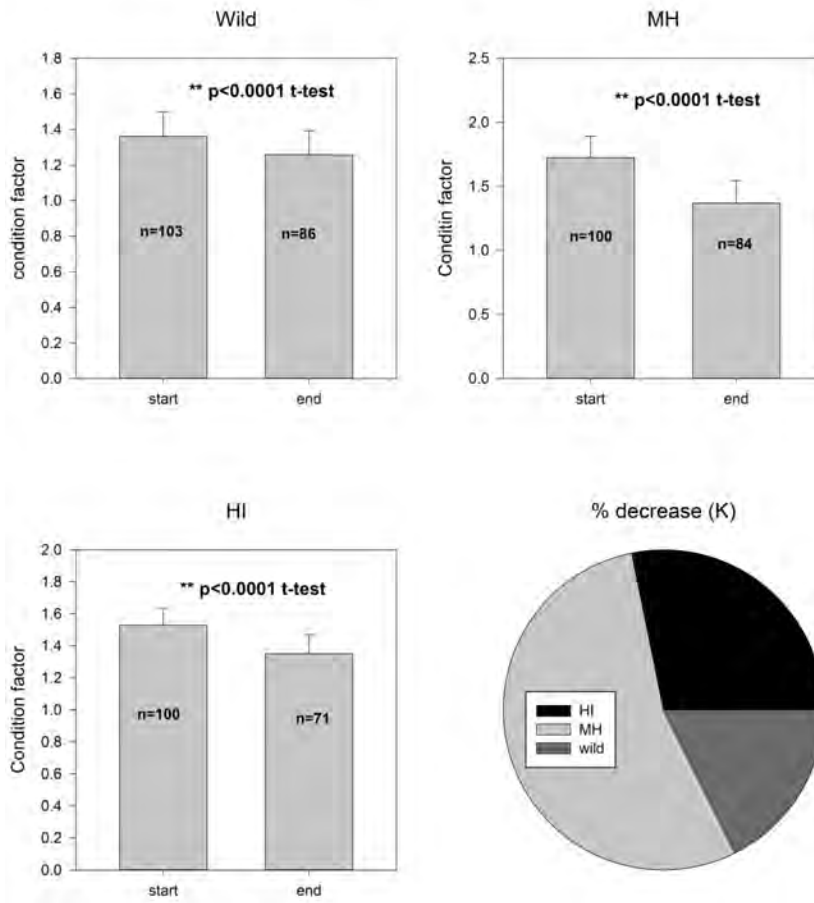 Wild
condition factor
1.8
1.6
1.4
1.2
1.0
0.8
0.6
0.4
0.2
0.0
** p<0.0001 t-test
n=103
n=86
start
end
MH
Conditin factor
2.5
2.0
1.5
1.0
0.5
0.0
** p<0.0001 t-test
n=100
n=84
start
end
HI
Condition factor
2.0
1.8
1.6
1.4
1.2
1.0
0.8
0.6
0.4
0.2
0.0
** p<0.0001 t-test
n=100
n=71
start
end
% decrease (K)
HI
MH
wild